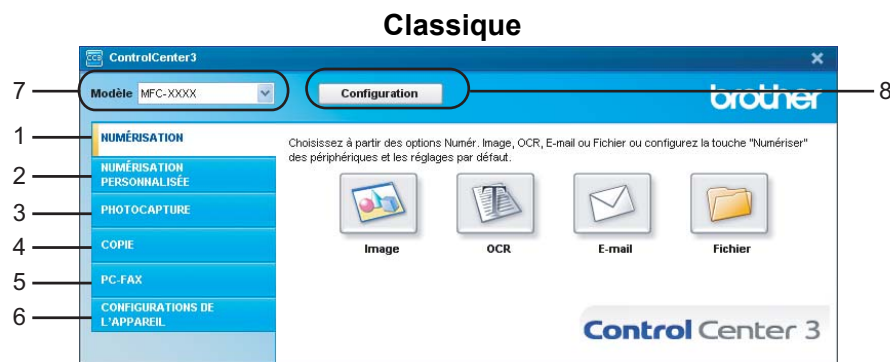 Classique
ControlCenter3
7
Modèle MFC-XXXX
Configuration
8
brother
1
NUMÉRISATION
Choisissez à partir des options Numér. Image, OCR, E-mail ou Fichier ou configurez la touche "Numériser"
des périphériques et les réglages par défaut.
2
NUMÉRISATION
PERSONNALISÉE
3
PHOTOCAPTURE
4
COPIE
Image
OCR
E-mail
Fichier
5
PC-FAX
6
CONFIGURATIONS DE
L'APPAREIL
Control Center 3